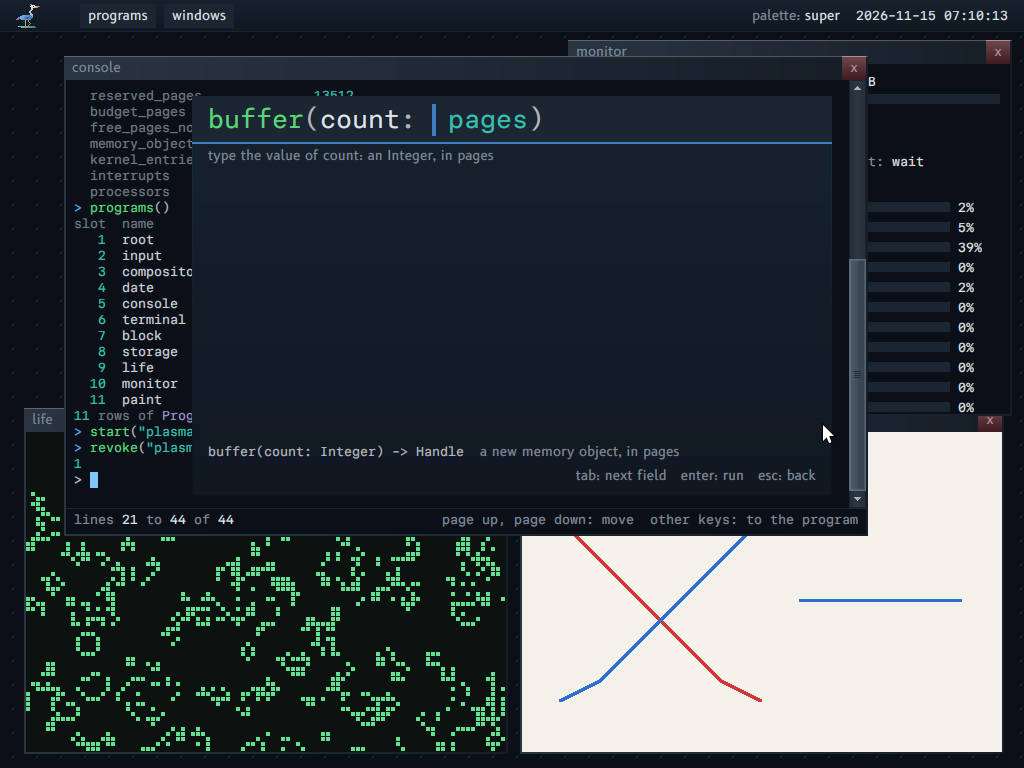 programs windows palette: super 2026-11-15 07:10:13
monitor x
console x
B
reserved_pages 13512
budget_pages
free_pages_no
memory_object
kernel_entrie
interrupts
processors
buffer(count: pages)
type the value of count: an Integer, in pages
t: wait
> programs()
slot name
1 root
2 input
3 composito
4 date
5 console
6 terminal
7 block
8 storage
9 life
10 monitor
11 paint
11 rows of Prog
> start("plasma
> revoke("plasm
1
>
2%
5%
39%
0%
2%
0%
0%
0%
0%
0%
0%
buffer(count: Integer) -> Handle a new memory object, in pages
tab: next field enter: run esc: back
lines 21 to 44 of 44 page up, page down: move other keys: to the program
life
x